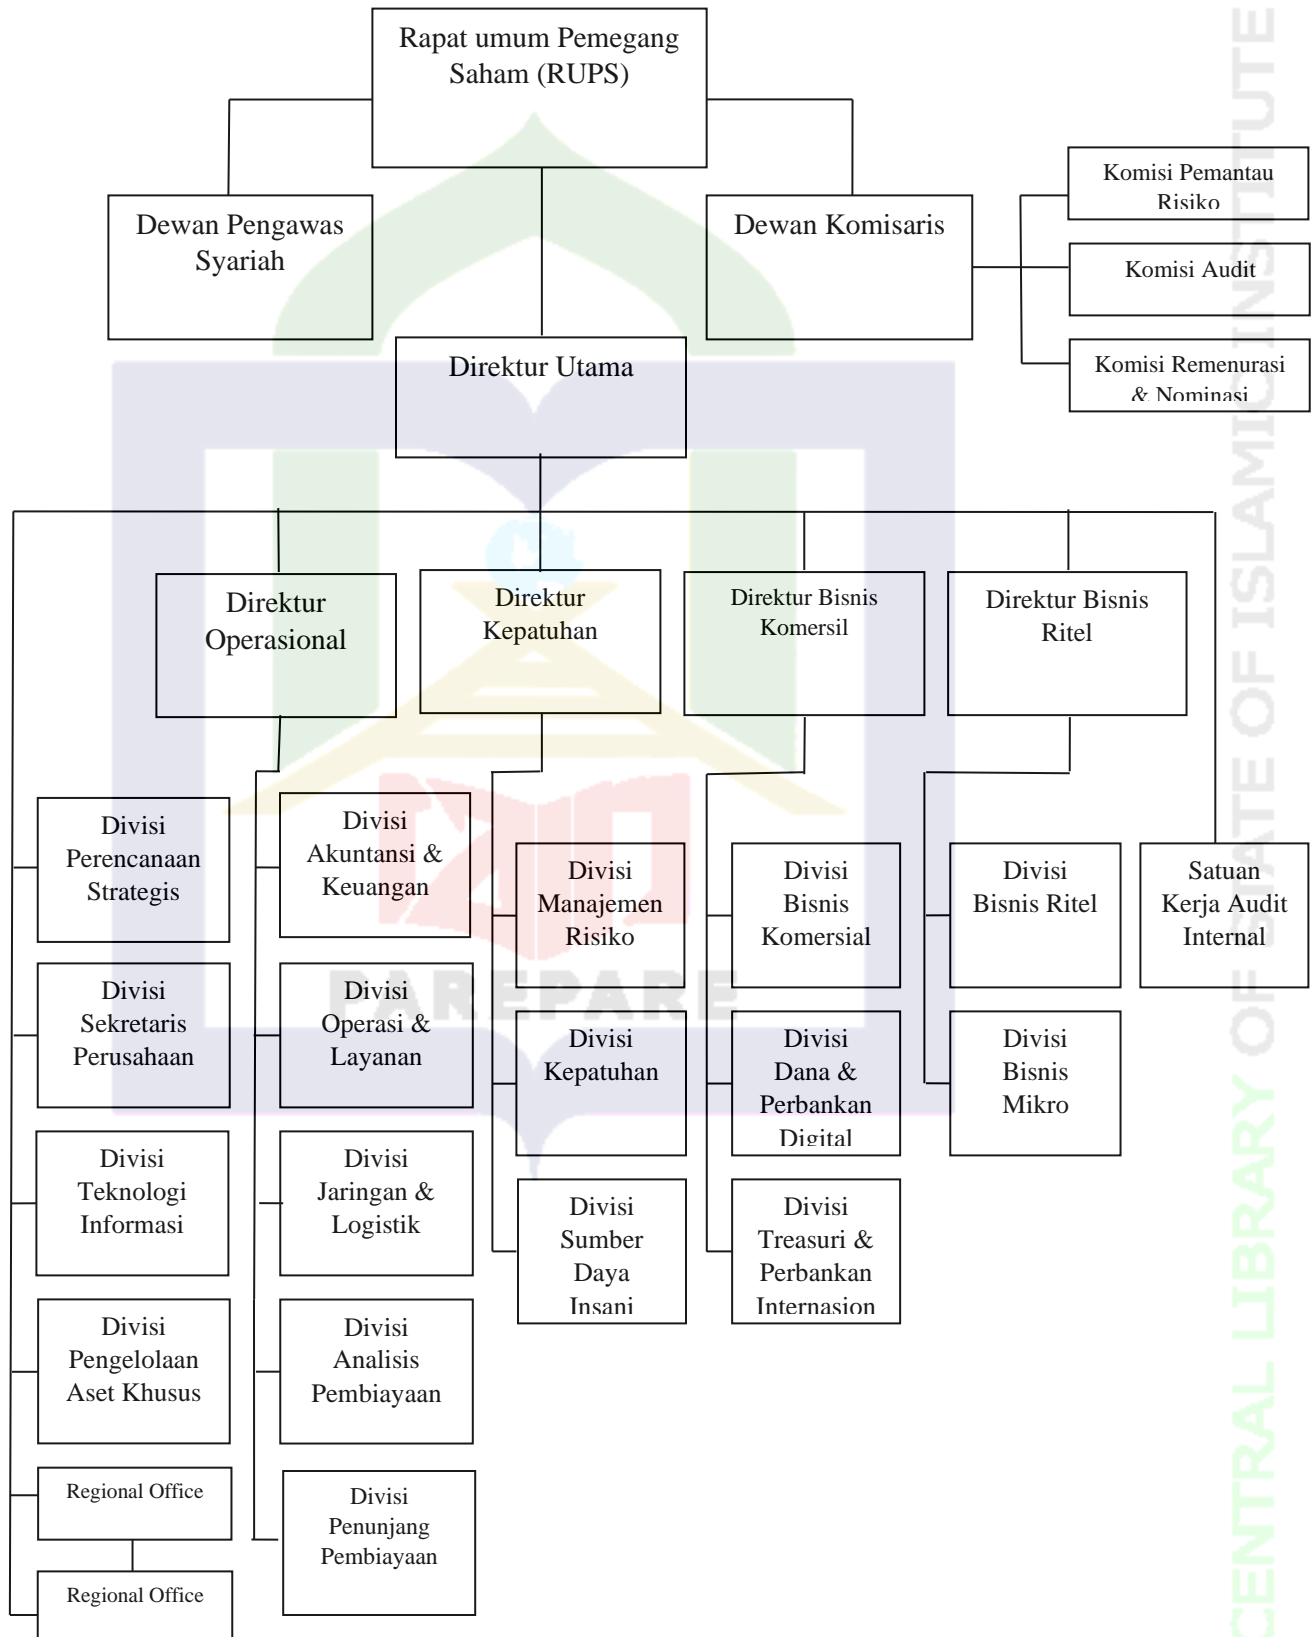 Rapat umum Pemegang
Saham (RUPS)
Dewan Pengawas
Syariah
Dewan Komisaris
Komisi Pemantau
Risiko
Komisi Audit
Komisi Remenurasi
& Nominasi
Direktur Utama
Direktur
Operasional
Direktur
Kepatuhan
Direktur Bisnis
Komersil
Direktur Bisnis
Ritel
Divisi
Perencanaan
Strategis
Divisi
Sekretaris
Perusahaan
Divisi
Teknologi
Informasi
Divisi
Pengelolaan
Aset Khusus
Regional Office
Regional Office
Divisi
Akuntansi &
Keuangan
Divisi
Operasi &
Layanan
Divisi
Jaringan &
Logistik
Divisi
Analisis
Pembiayaan
Divisi
Penunjang
Pembiayaan
Divisi
Manajemen
Risiko
Divisi
Kepatuhan
Divisi
Sumber
Daya
Insani
Divisi
Bisnis
Komersial
Divisi
Dana &
Perbankan
Digital
Divisi
Treasuri &
Perbankan
Internasion
Divisi
Bisnis Ritel
Divisi
Bisnis
Mikro
Satuan
Kerja Audit
Internal
PAREPARE
CENTRAL LIBRARY OF STATE OF ISLAMIC INSTITUTE